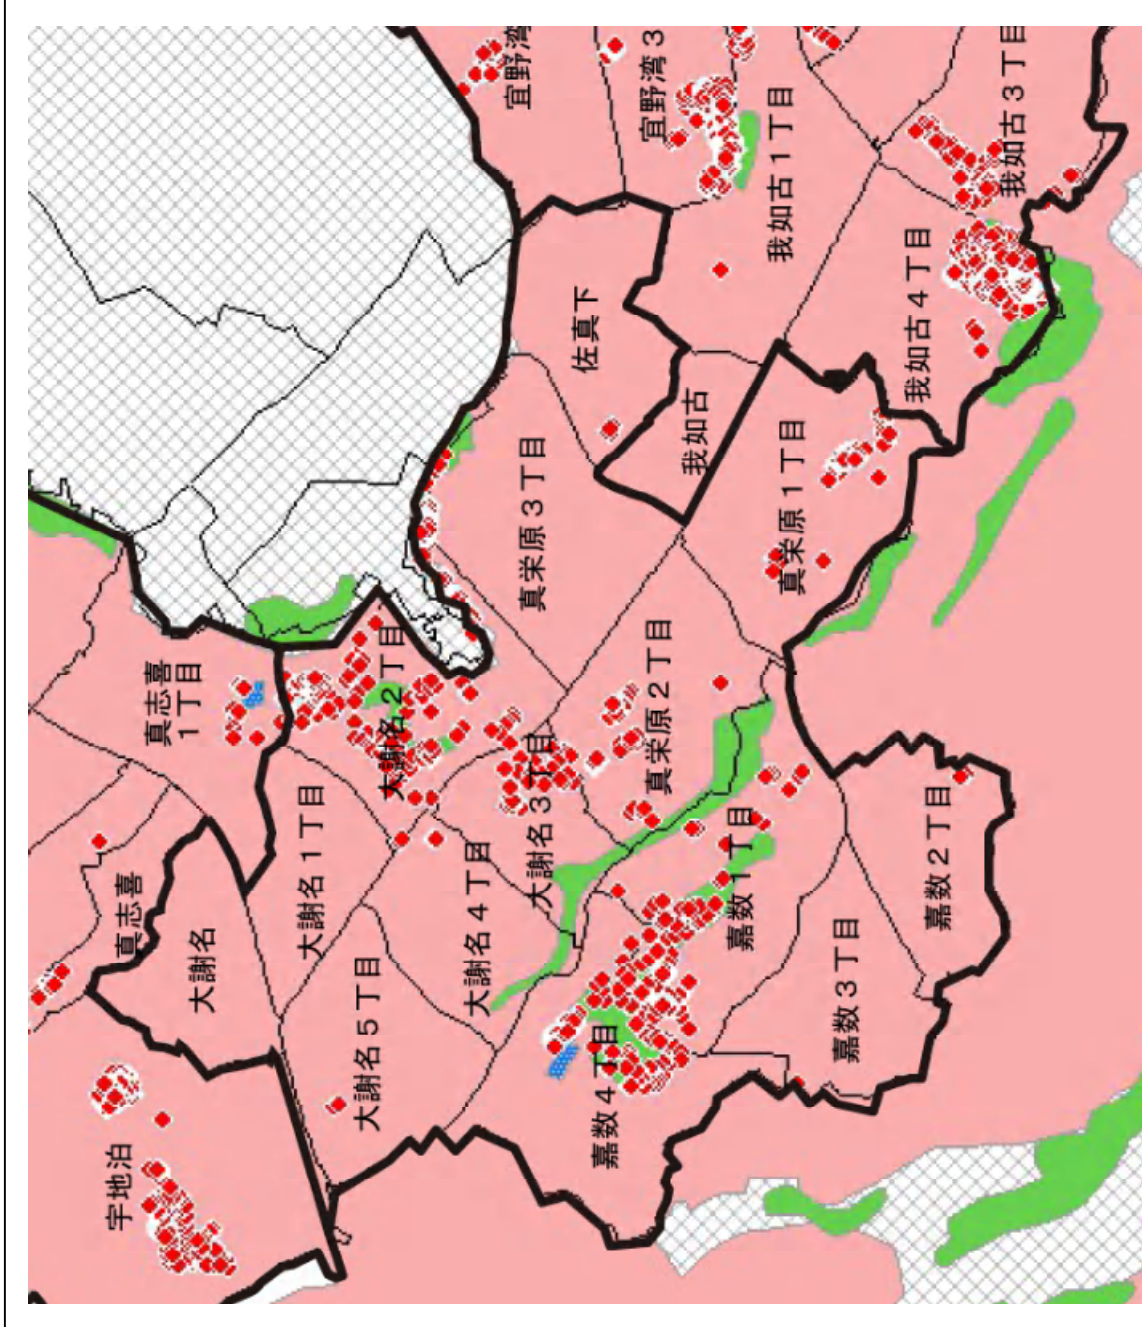 宜野湾
宜野湾３
我如古１丁目
我如古３丁目
佐真下
我如古４丁目
我如古
真栄原３丁目
真栄原１丁目
真志喜
１丁目
大謝名２丁目
真栄原２丁目
大謝名１丁目
大謝名３丁目
嘉数１丁目
嘉数２丁目
真志喜
大謝名
大謝名４丁目
大謝名５丁目
嘉数３丁目
嘉数４丁目
宇地泊